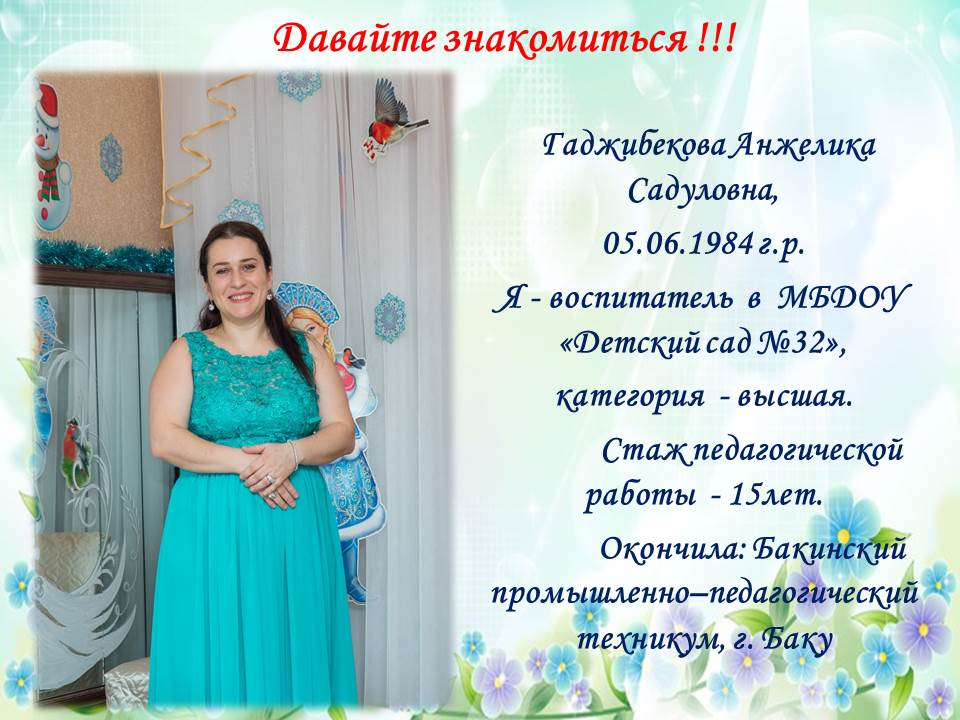 Давайте знакомиться !!!
Гаджибекова Анжелика
Садуловна,
05.06.1984 г.р.
Я - воспитатель в МБДОУ
«Детский сад №32»,
категория - высшая.
Стаж педагогической
работы - 15лет.
Окончила: Бакинский
промышленно–педагогический
техникум, г. Баку